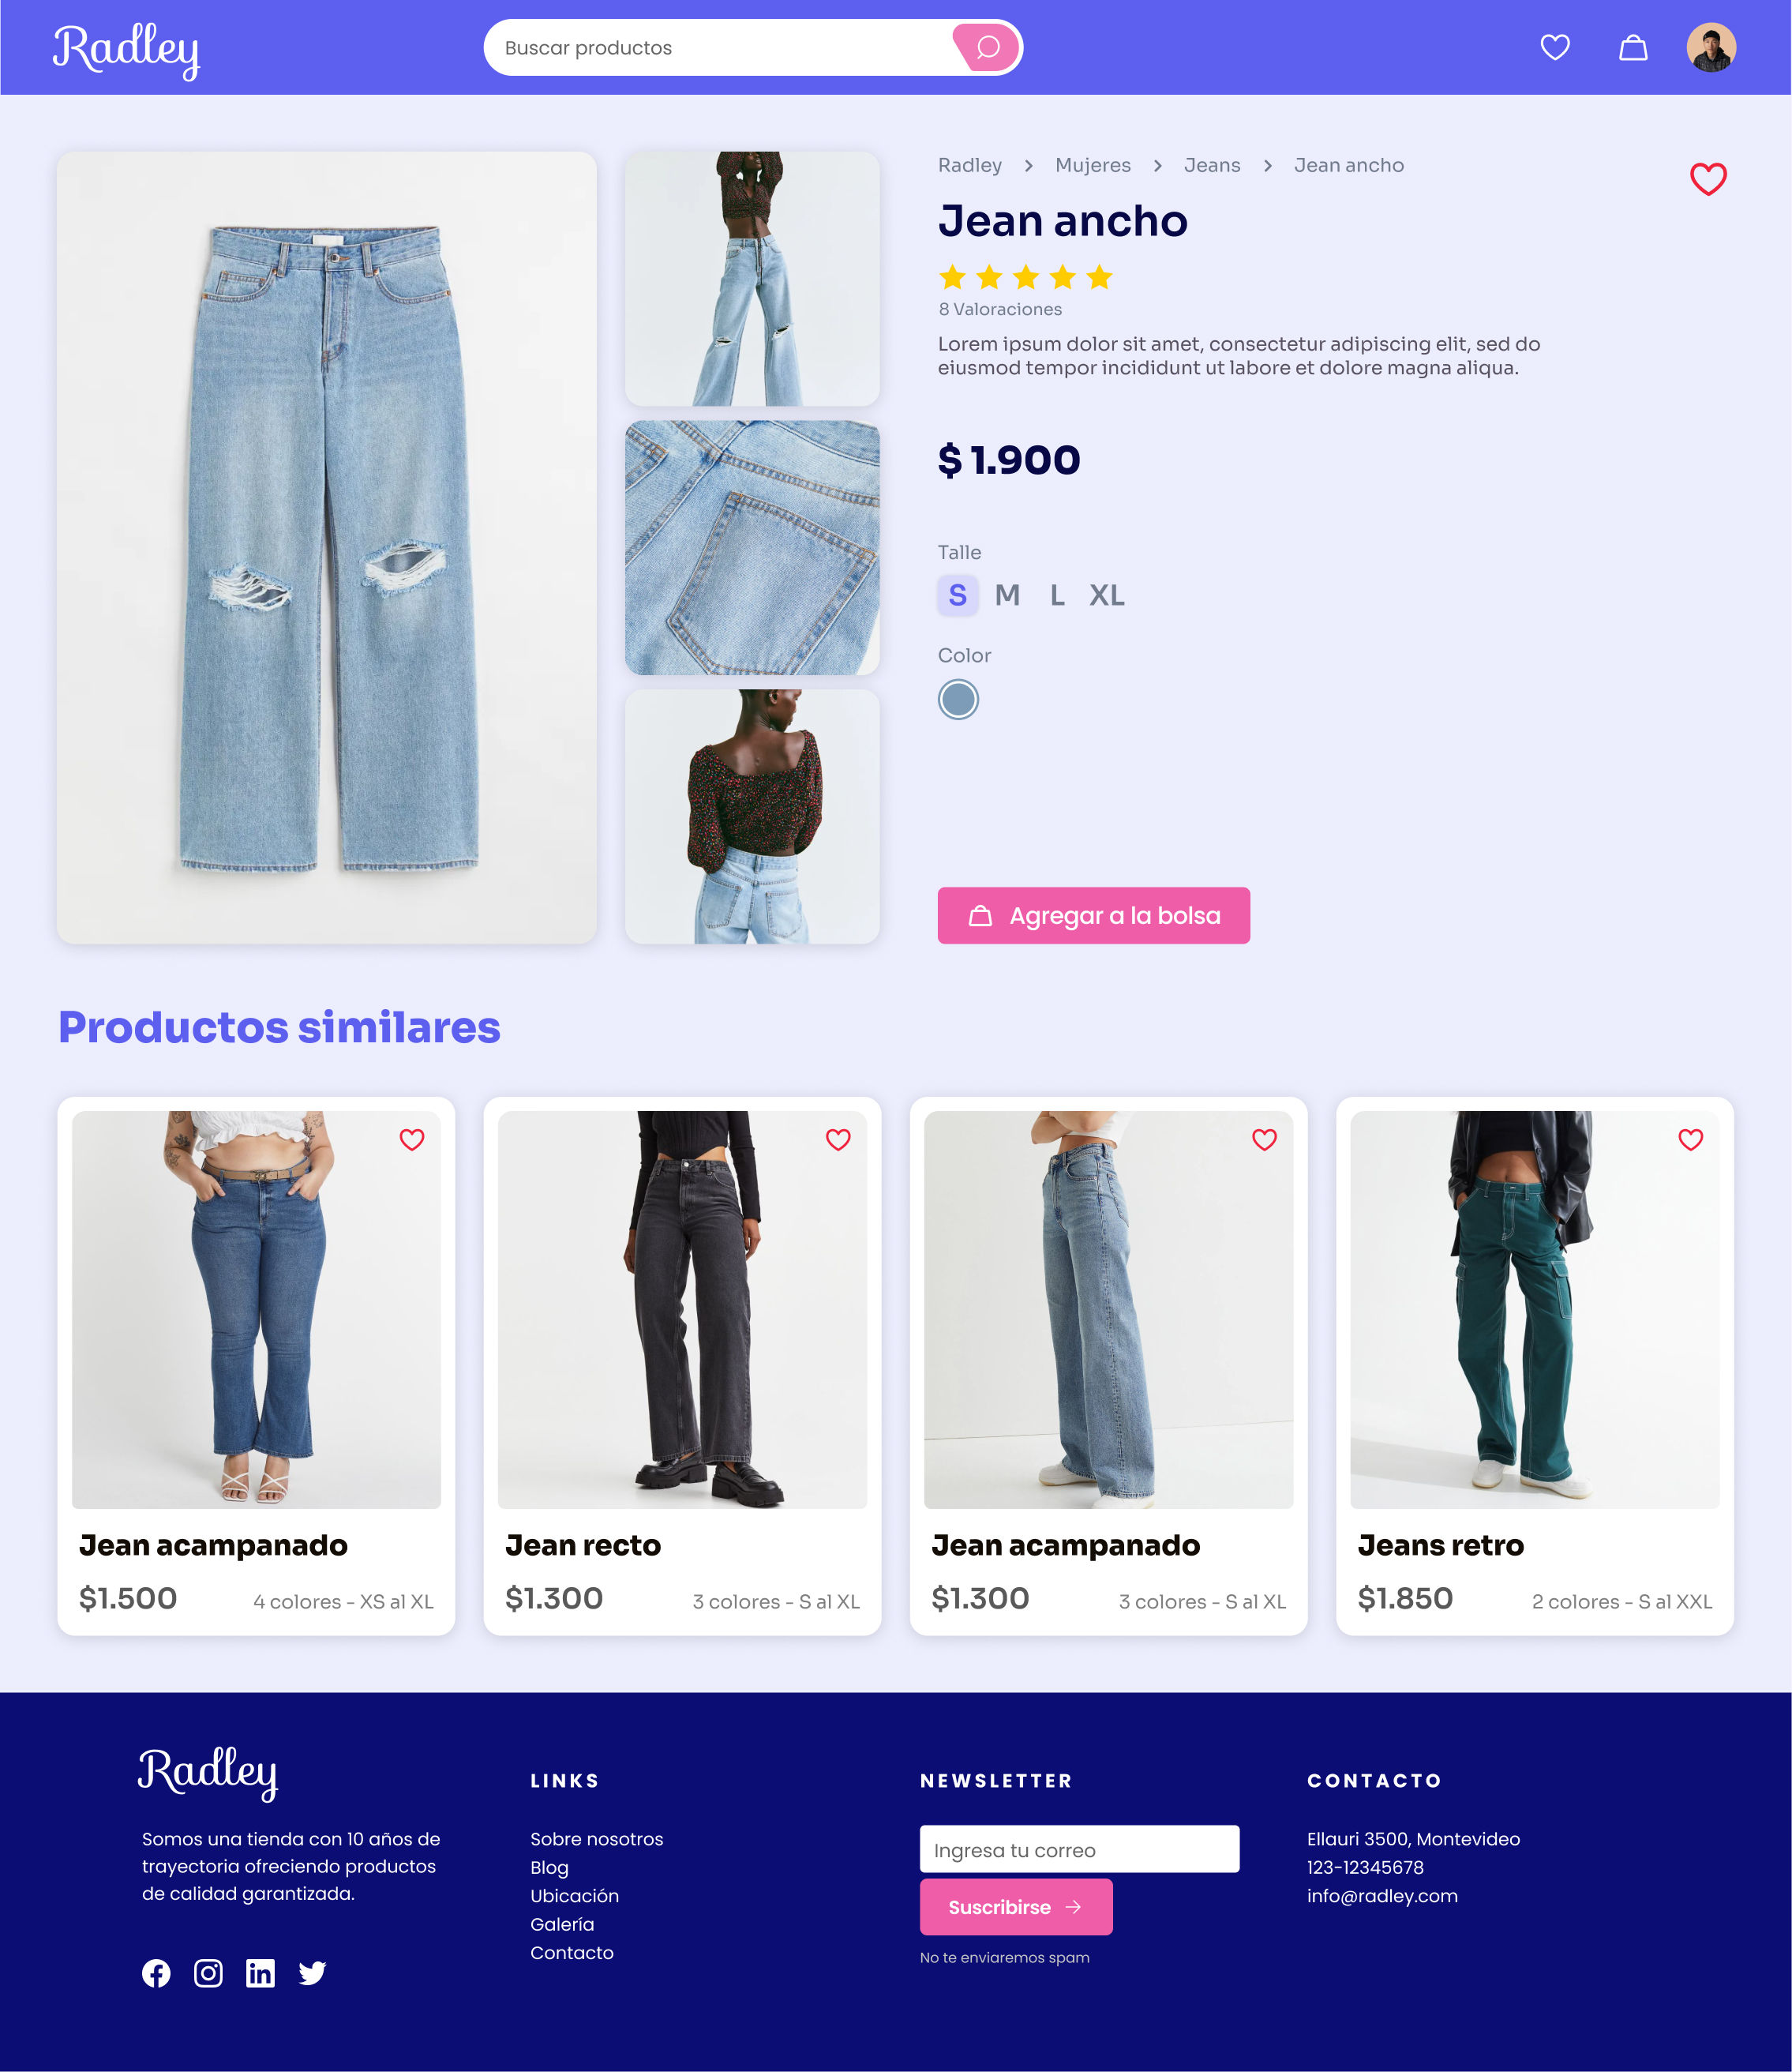 Radley
Buscar productos
Radley > Mujeres > Jeans > Jean ancho
Jean ancho
8 Valoraciones
Lorem ipsum dolor sit amet, consectetur adipiscing elit, sed do
eiusmod tempor incididunt ut labore et dolore magna aliqua.
$ 1.900
Talle
S M L XL
Color
Agregar a la bolsa
Productos similares
Jean acampanado
$1.500 4 colores - XS al XL
Jean recto
$1.300 3 colores - S al XL
Jean acampanado
$1.300 3 colores - S al XL
Jeans retro
$1.850 2 colores - S al XXL
Radley
Somos una tienda con 10 años de
trayectoria ofreciendo productos
de calidad garantizada.
LINKS
Sobre nosotros
Blog
Ubicación
Galería
Contacto
NEWSLETTER
Ingresa tu correo
Suscribirse
No te enviaremos spam
CONTACTO
Ellauri 3500, Montevideo
123-12345678
info@radley.com